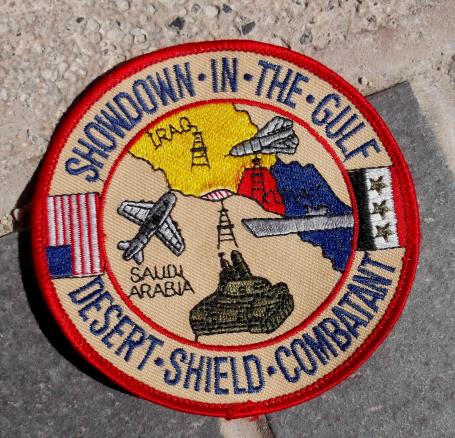 SHOWDOWN·IN·THE·GULF
IRAQ
SAUDI
ARABIA
DESERT·SHIELD·COMBATANT